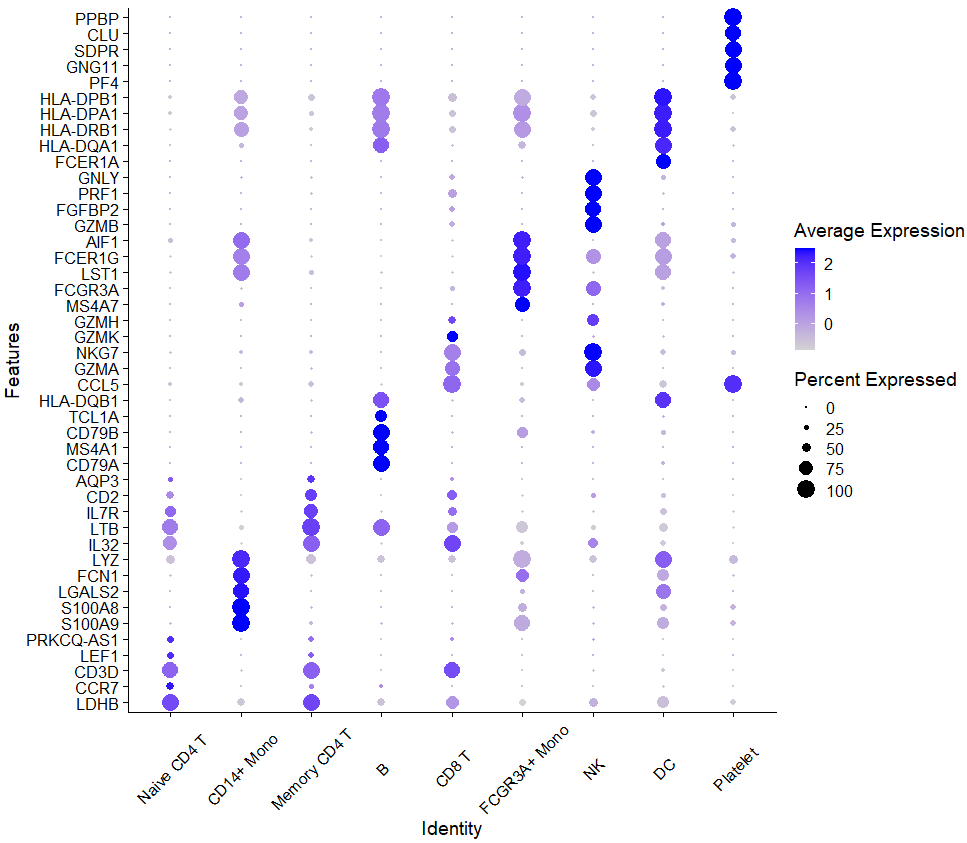 PPBP
CLU
SDPR
GNG11
PF4
HLA-DPB1
HLA-DPA1
HLA-DRB1
HLA-DQA1
FCER1A
GNLY
PRF1
FGFBP2
GZMB
AIF1
FCER1G
LST1
FCGR3A
MS4A7
GZMH
GZMK
NKG7
GZMA
CCL5
HLA-DQB1
TCL1A
CD79B
MS4A1
CD79A
AQP3
CD2
IL7R
LTB
IL32
LYZ
FCN1
LGALS2
S100A8
S100A9
PRKCQ-AS1
LEF1
CD3D
CCR7
LDHB
Features
Naive CD4 T
CD14+ Mono
Memory CD4 T
B
CD8 T
FCGR3A+ Mono
NK
DC
Platelet
Identity
Average Expression
2
1
0
Percent Expressed
0
25
50
75
100